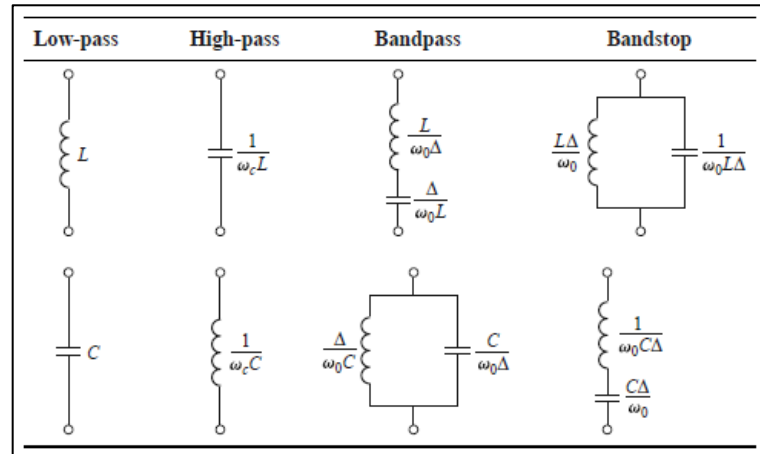 Low-pass High-pass Bandpass Bandstop
L
1/ω_cL
L/ω_0Δ
Δ/ω_0L
LΔ/ω_0
1/ω_0LΔ
C
1/ω_cC
Δ/ω_0C
C/ω_0Δ
1/ω_0CΔ
CΔ/ω_0